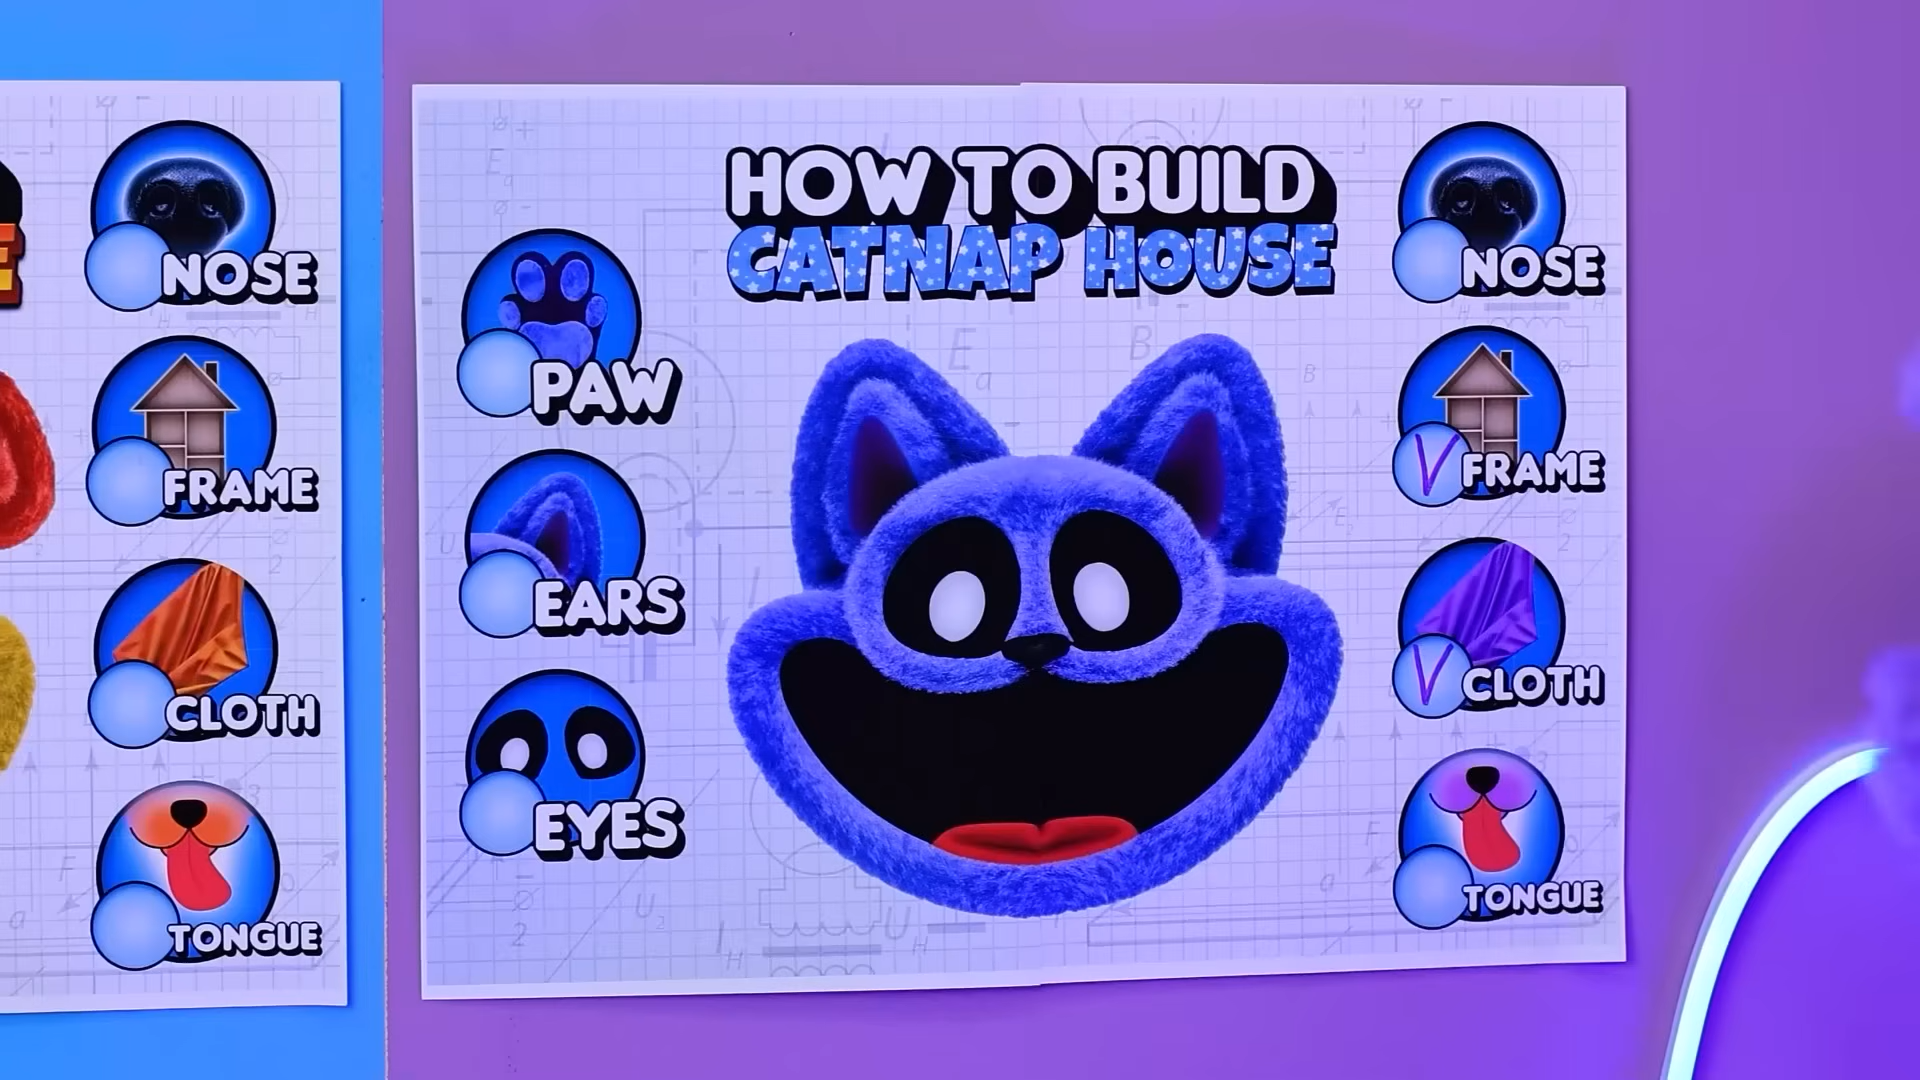 NOSE
FRAME
CLOTH
TONGUE
HOW TO BUILD
CATNAP HOUSE
PAW
EARS
EYES
NOSE
V FRAME
V CLOTH
TONGUE